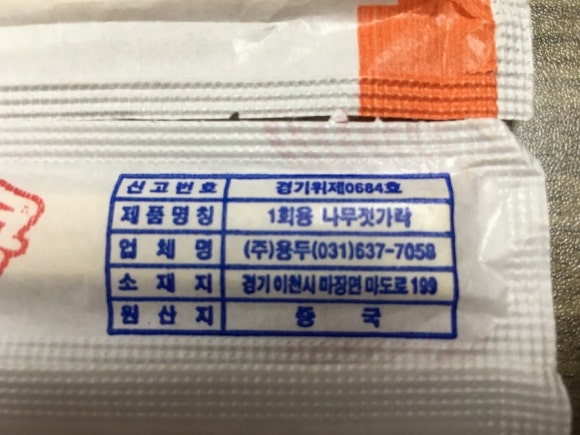 신고번호 경기위제0684호
제품명칭 1회용 나무젓가락
업체명 (주)용두(031)637-7058
소재지 경기 이천시 마장면 마도로 199
원산지 중국